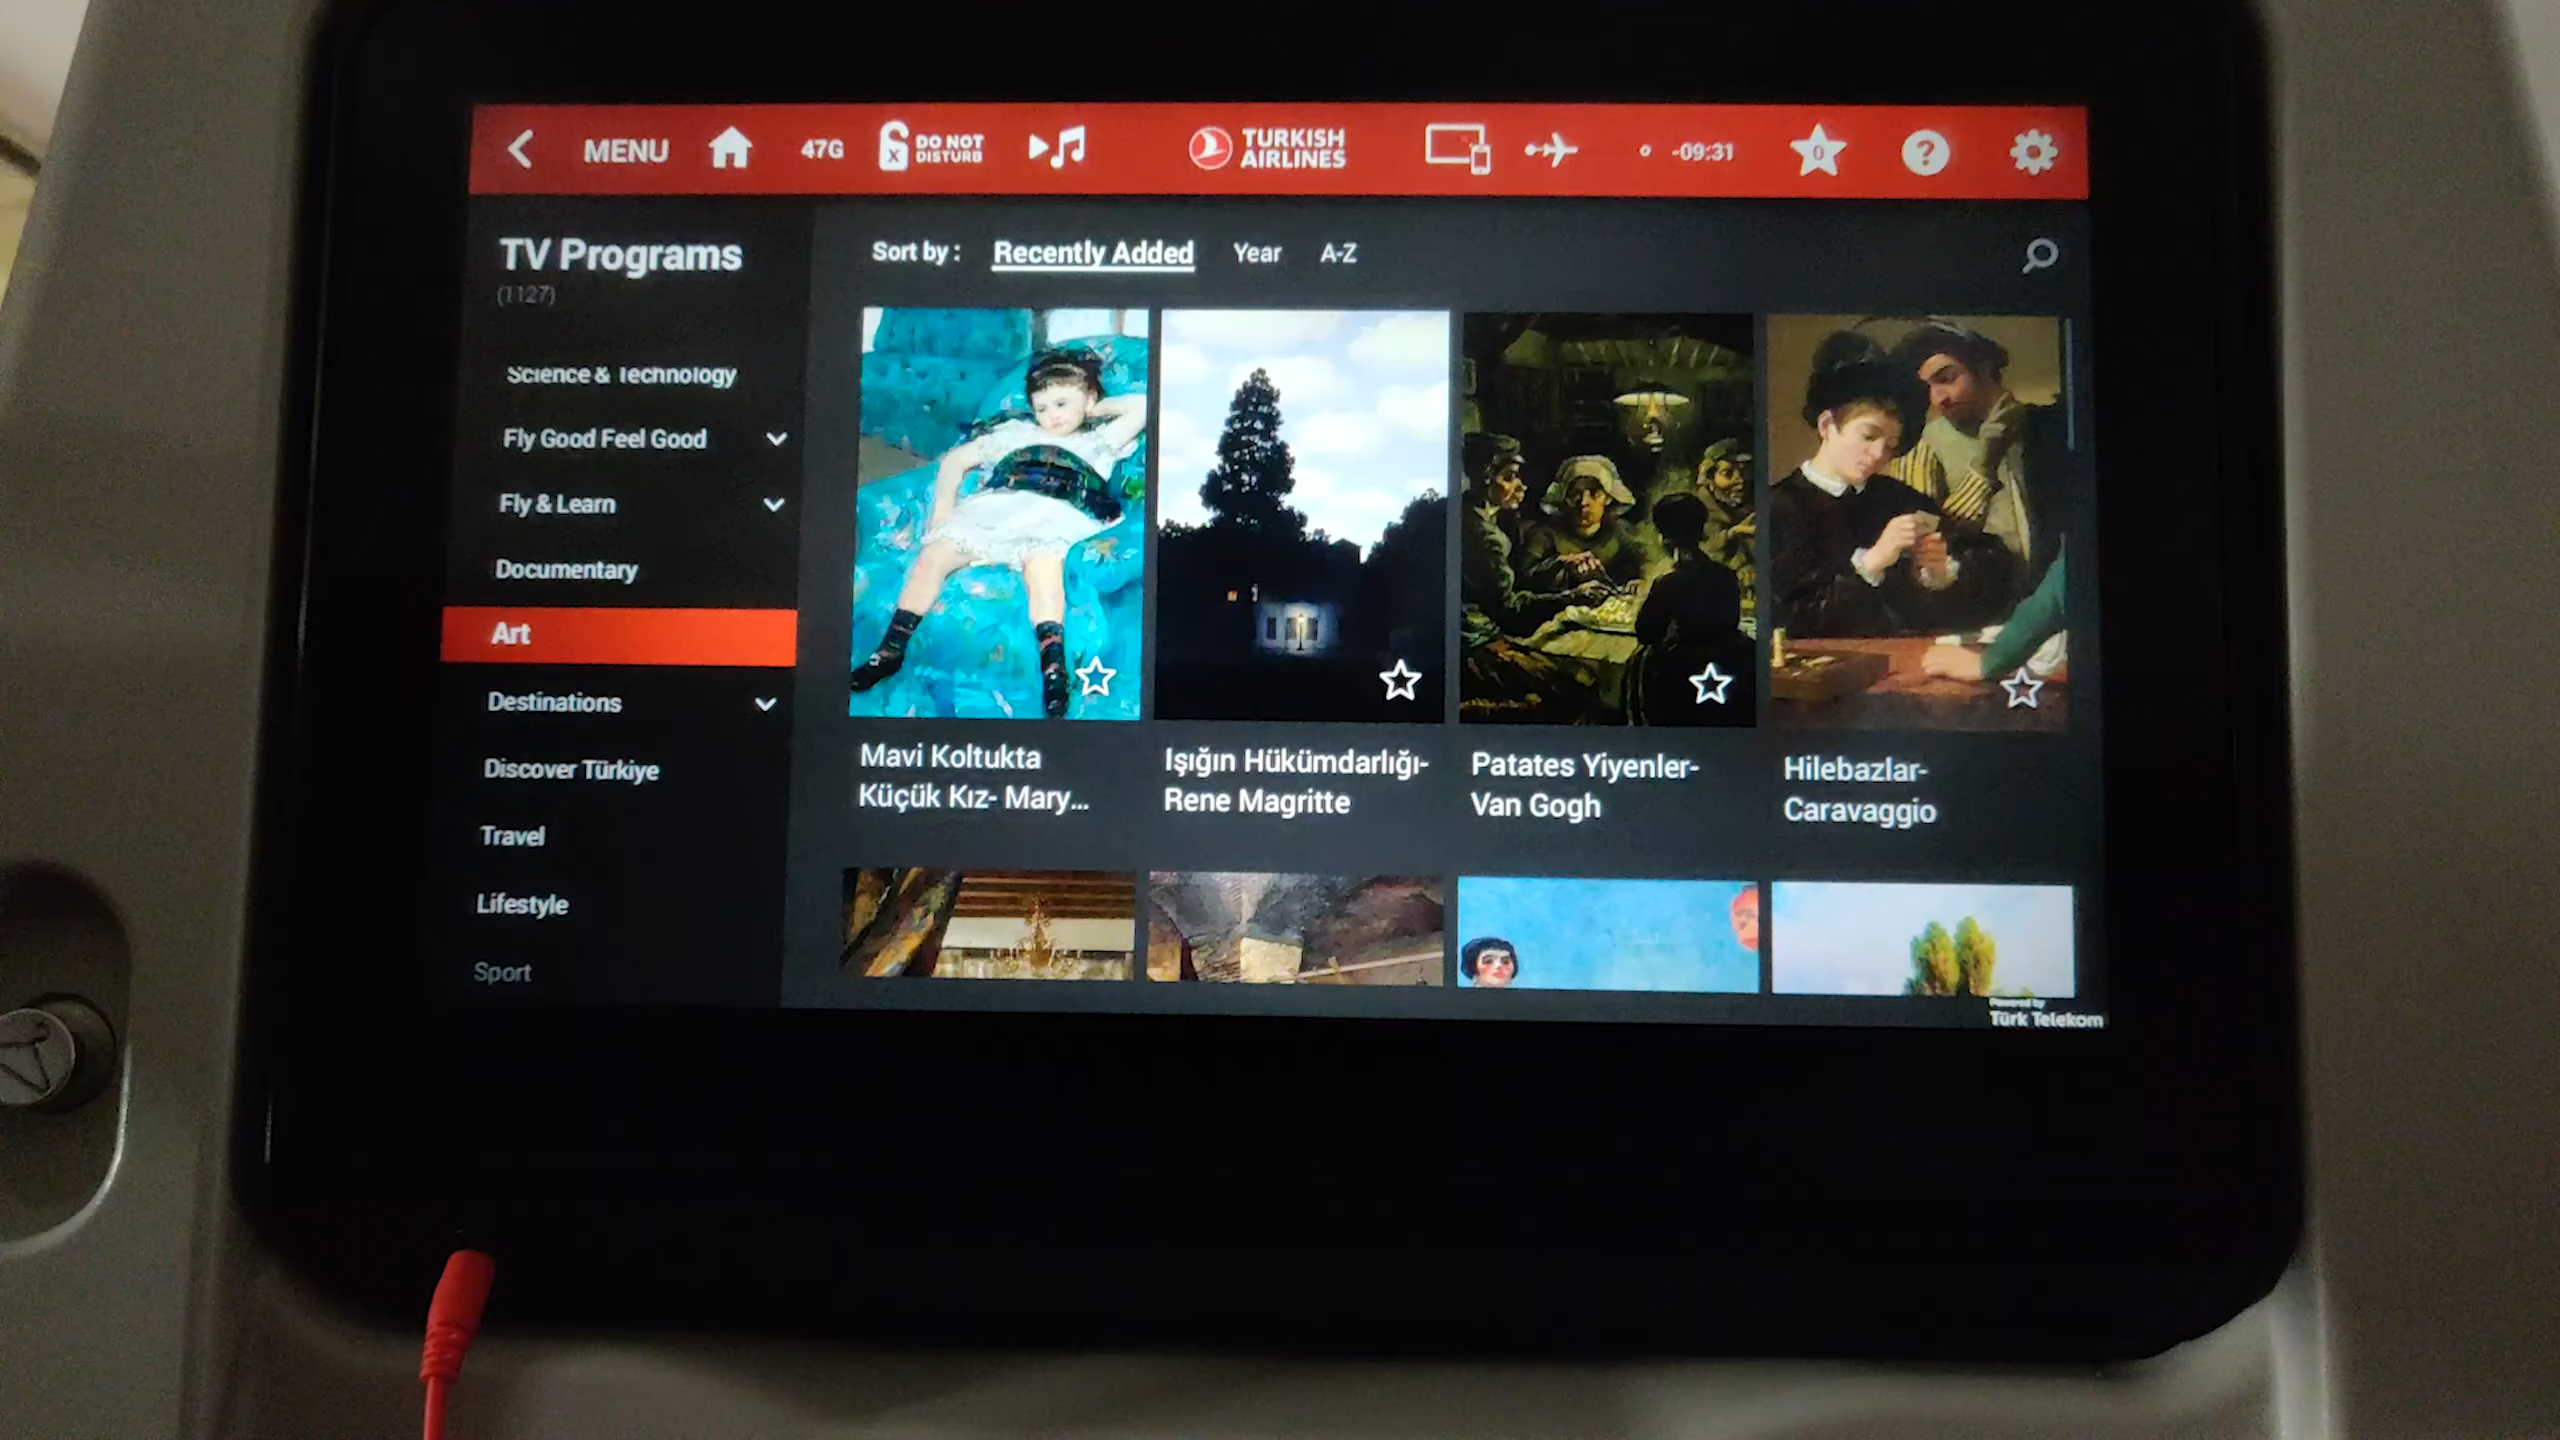 MENU
47G
DO NOT
DISTURB
TURKISH
AIRLINES
-09:31
0
?
TV Programs
(1127)
Science & Technology
Fly Good Feel Good
Fly & Learn
Documentary
Art
Destinations
Discover Türkiye
Travel
Lifestyle
Sport
Sort by :
Recently Added
Year
A-Z
Mavi Koltukta
Küçük Kız- Mary...
Işığın Hükümdarlığı-
Rene Magritte
Patates Yiyenler-
Van Gogh
Hilebazlar-
Caravaggio
Powered by
Türk Telekom